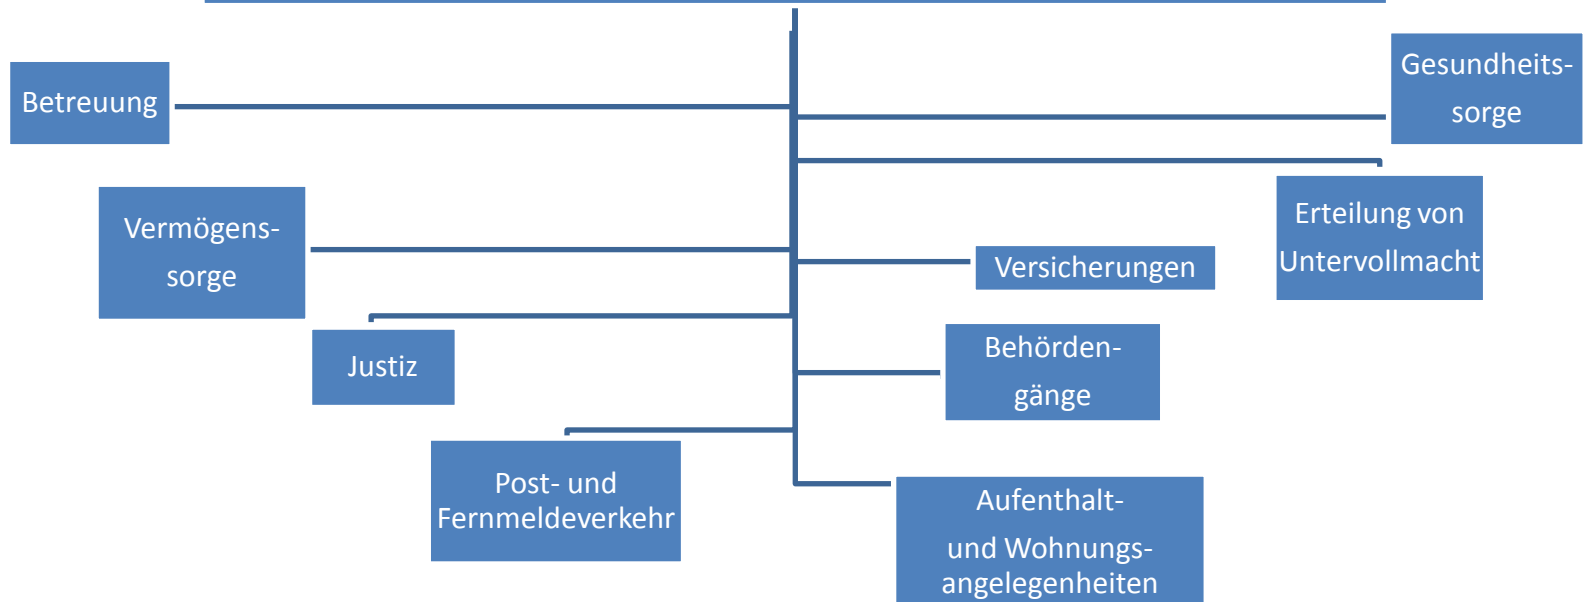 Betreuung
Gesundheits-
sorge
Vermögens-
sorge
Erteilung von
Untervollmacht
Versicherungen
Justiz
Behörden-
gänge
Post- und
Fernmeldeverkehr
Aufenthalt-
und Wohnungs-
angelegenheiten